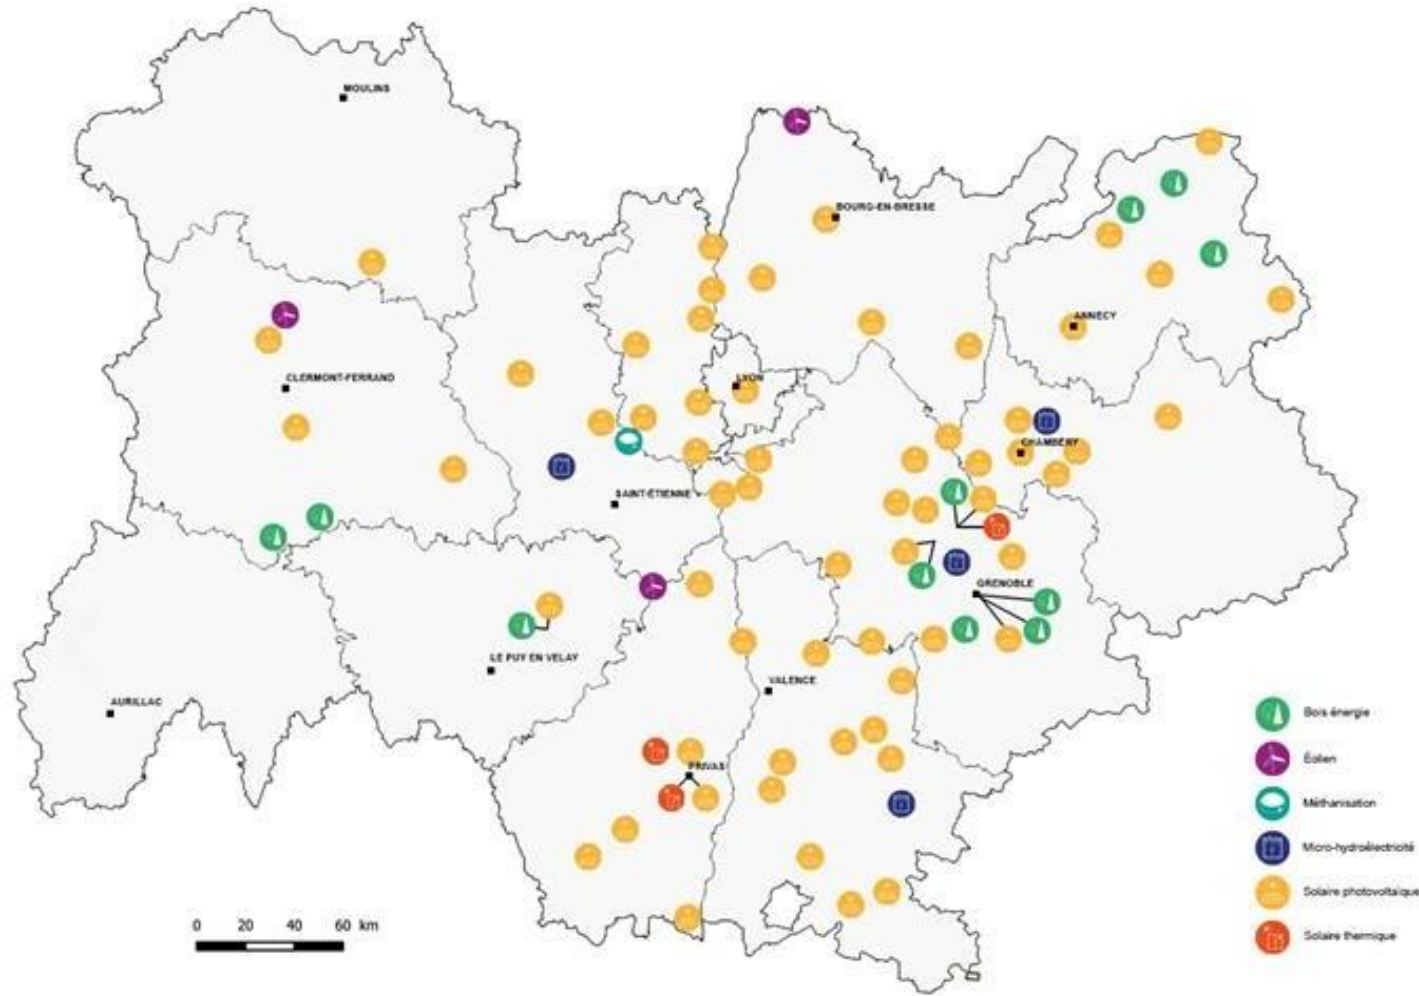 MOULINS
BOURG-EN-BRESSE
ANNECY
CLERMONT-FERRAND
LYON
CHAMBÉRY
SAINT-ÉTIENNE
GRENOBLE
LE PUY EN VELAY
VALENCE
AURILLAC
PRIVAS
Bois énergie
Éolien
Méthanisation
Micro-hydroélectricité
Solaire photovoltaïque
Solaire thermique
0 20 40 60 km